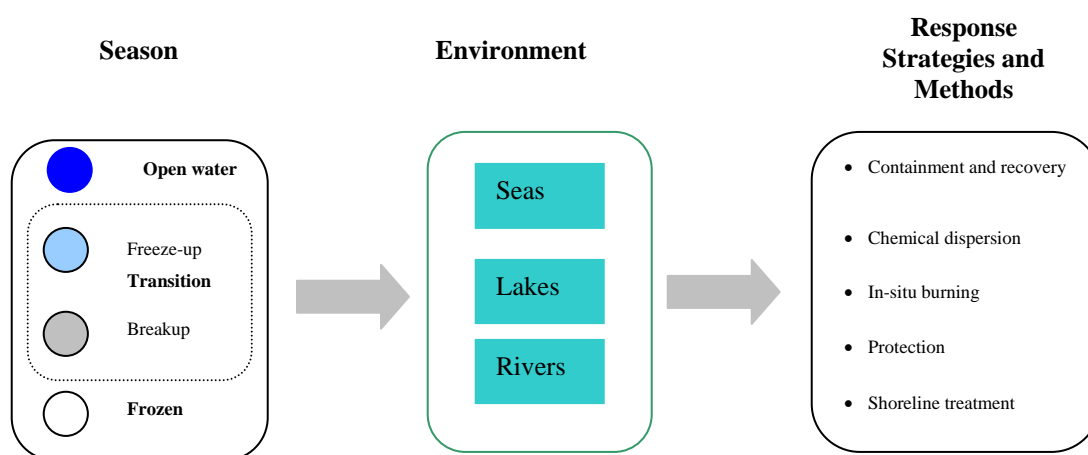 Season
Environment
Response
Strategies and
Methods
Open water
Freeze-up
Transition
Breakup
Frozen
Seas
Lakes
Rivers
• Containment and recovery
• Chemical dispersion
• In-situ burning
• Protection
• Shoreline treatment